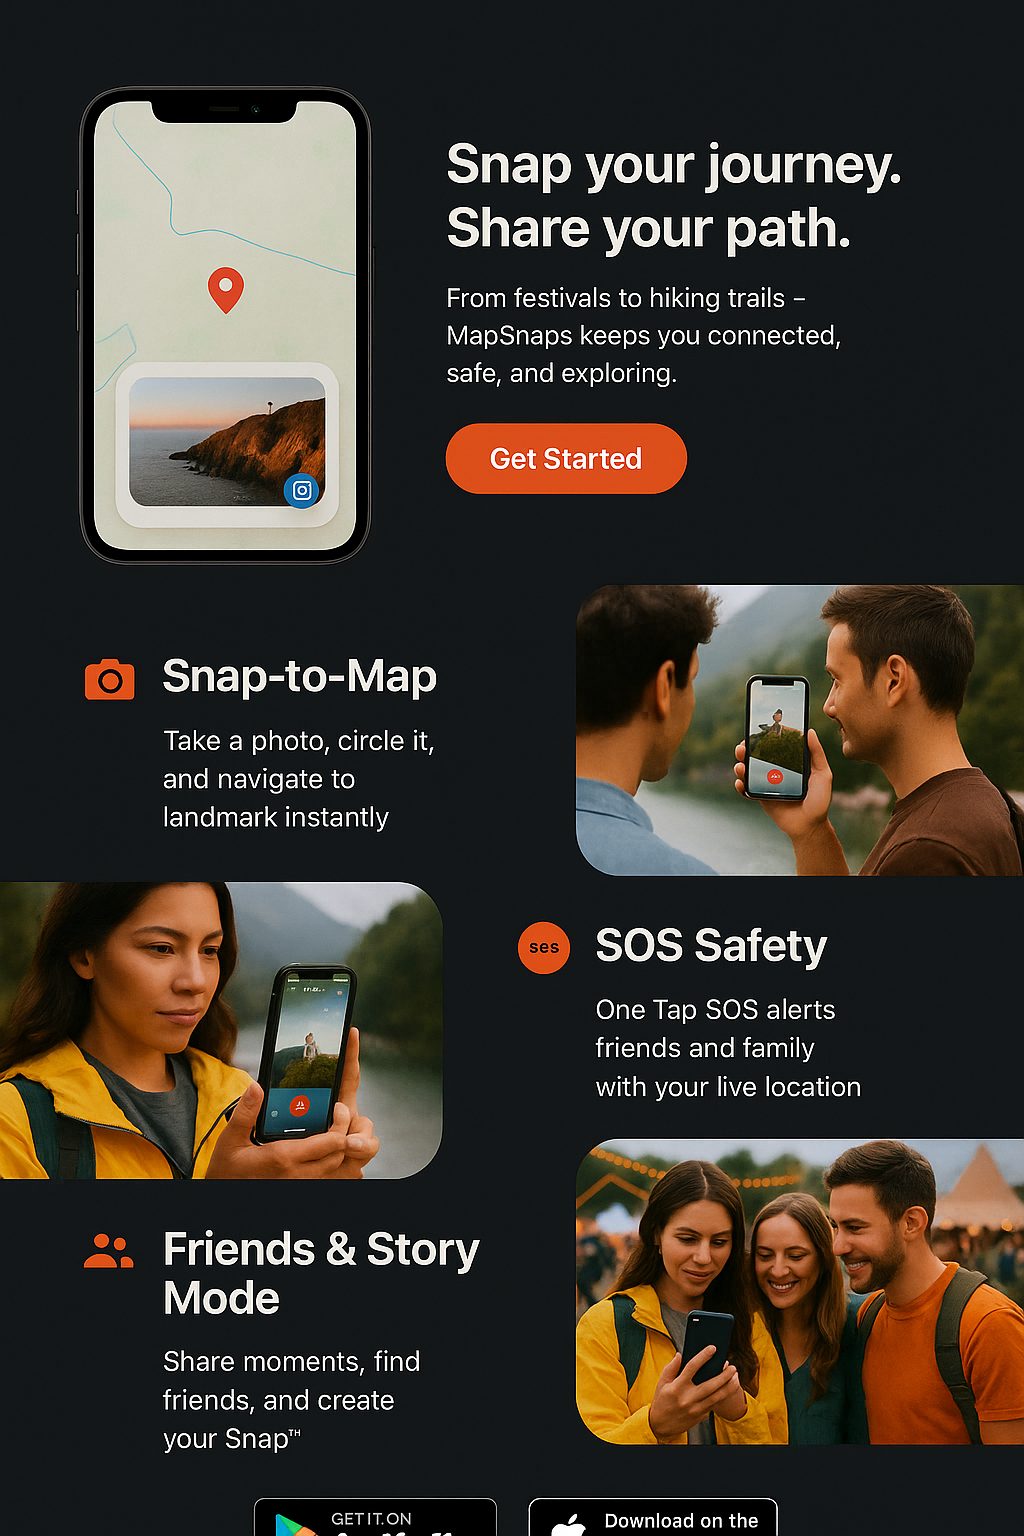 Snap your journey.
Share your path.
From festivals to hiking trails –
MapSnaps keeps you connected,
safe, and exploring.
Get Started
Snap-to-Map
Take a photo, circle it,
and navigate to
landmark instantly
ses
SOS Safety
One Tap SOS alerts
friends and family
with your live location
Friends & Story
Mode
Share moments, find
friends, and create
your Snap™
GET IT.ON
Download on the